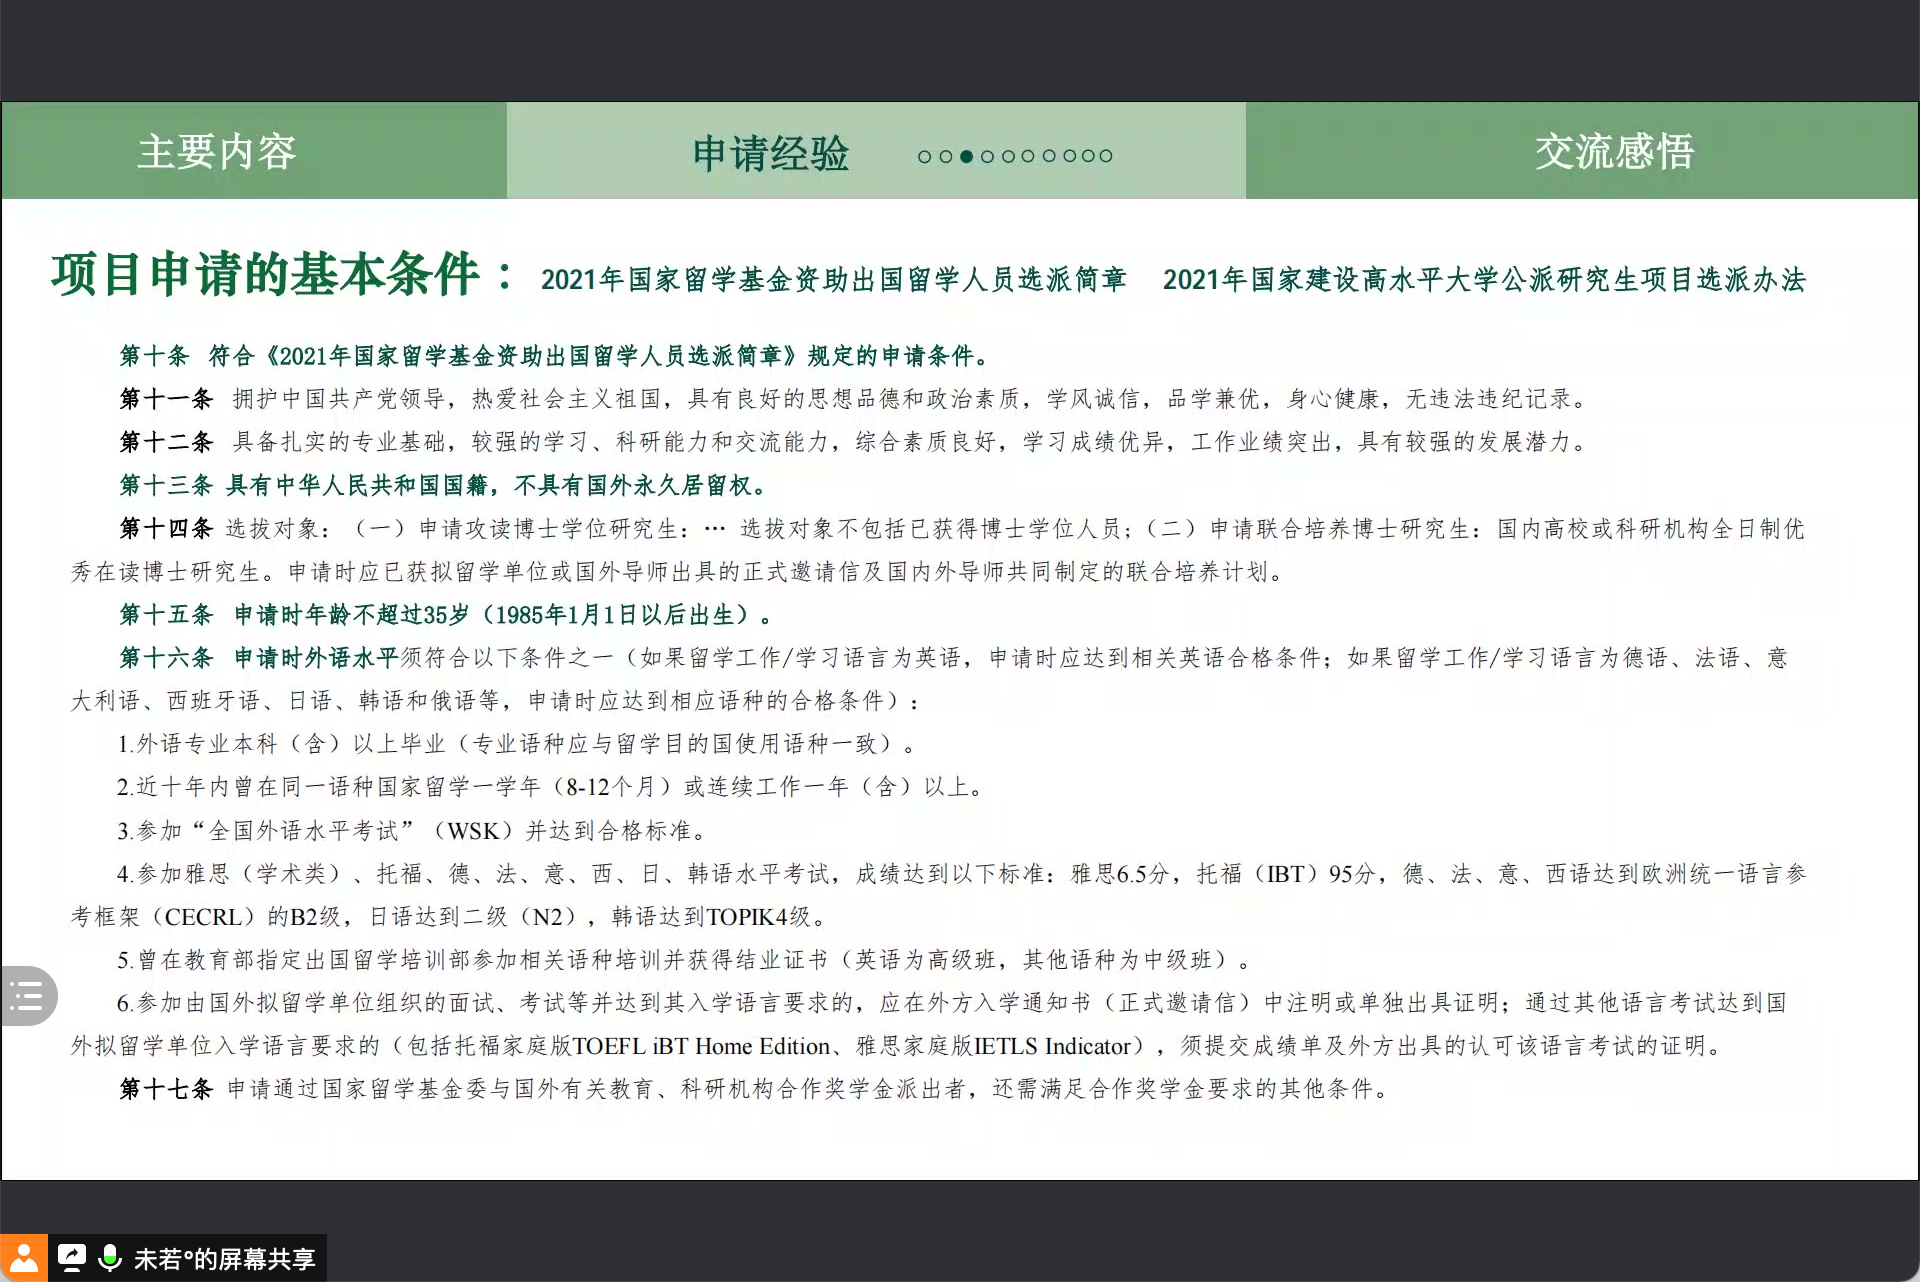 主要内容
申请经验
交流感悟
项目申请的基本条件： 2021年国家留学基金资助出国留学人员选派简章 2021年国家建设高水平大学公派研究生项目选派办法
第十条 符合《2021年国家留学基金资助出国留学人员选派简章》规定的申请条件。
第十一条 拥护中国共产党领导，热爱社会主义祖国，具有良好的思想品德和政治素质，学风诚信，品学兼优，身心健康，无违法违纪记录。
第十二条 具备扎实的专业基础，较强的学习、科研能力和交流能力，综合素质良好，学习成绩优异，工作业绩突出，具有较强的发展潜力。
第十三条 具有中华人民共和国国籍，不具有国外永久居留权。
第十四条 选拔对象：（一）申请攻读博士学位研究生：… 选拔对象不包括已获得博士学位人员；（二）申请联合培养博士研究生：国内高校或科研机构全日制优
秀在读博士研究生。申请时应已获拟留学单位或国外导师出具的正式邀请信及国内外导师共同制定的联合培养计划。
第十五条 申请时年龄不超过35岁（1985年1月1日以后出生）。
第十六条 申请时外语水平须符合以下条件之一（如果留学工作/学习语言为英语，申请时应达到相关英语合格条件；如果留学工作/学习语言为德语、法语、意
大利语、西班牙语、日语、韩语和俄语等，申请时应达到相应语种的合格条件）：
1.外语专业本科（含）以上毕业（专业语种应与留学目的国使用语种一致）。
2.近十年内曾在同一语种国家留学一学年（8-12个月）或连续工作一年（含）以上。
3.参加“全国外语水平考试”（WSK）并达到合格标准。
4.参加雅思（学术类）、托福、德、法、意、西、日、韩语水平考试，成绩达到以下标准：雅思6.5分，托福（IBT）95分，德、法、意、西语达到欧洲统一语言参
考框架（CECRL）的B2级，日语达到二级（N2），韩语达到TOPIK4级。
5.曾在教育部指定出国留学培训部参加相关语种培训并获得结业证书（英语为高级班，其他语种为中级班）。
6.参加由国外拟留学单位组织的面试、考试等并达到其入学语言要求的，应在外方入学通知书（正式邀请信）中注明或单独出具证明；通过其他语言考试达到国
外拟留学单位入学语言要求的（包括托福家庭版TOEFL iBT Home Edition、雅思家庭版IETLS Indicator），须提交成绩单及外方出具的认可该语言考试的证明。
第十七条 申请通过国家留学基金委与国外有关教育、科研机构合作奖学金派出者，还需满足合作奖学金要求的其他条件。
未若°的屏幕共享